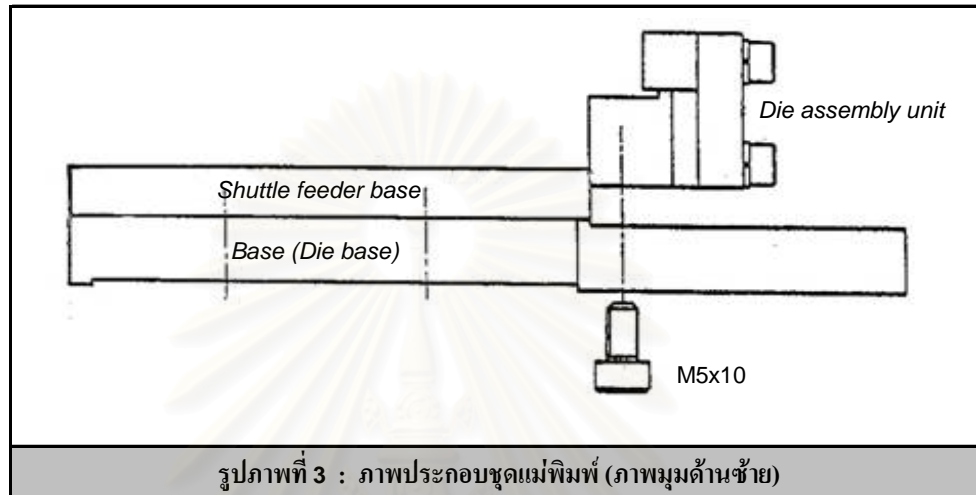 Die assembly unit
Shuttle feeder base
Base (Die base)
M5x10
รูปภาพที่ 3 : ภาพประกอบชุดแม่พิมพ์ (ภาพมุมด้านซ้าย)